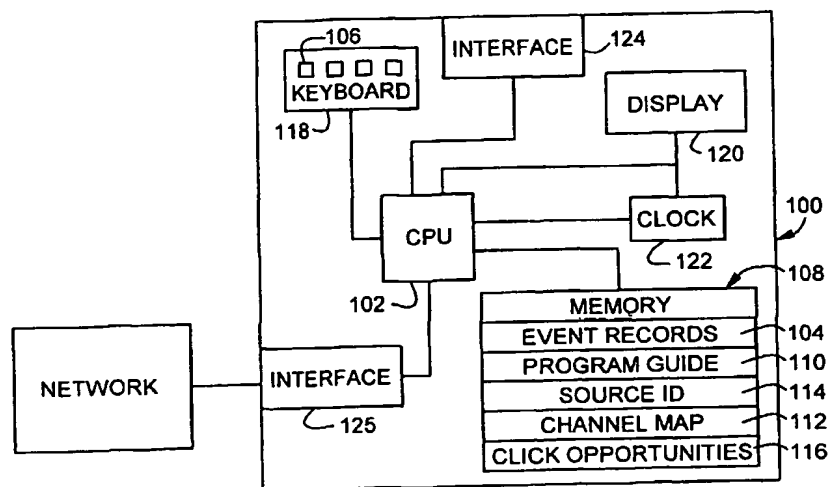 106
INTERFACE
124
KEYBOARD
118
DISPLAY
120
CPU
102
CLOCK
122
100
108
MEMORY
EVENT RECORDS
104
PROGRAM GUIDE
110
SOURCE ID
114
CHANNEL MAP
112
CLICK OPPORTUNITIES
116
NETWORK
INTERFACE
125